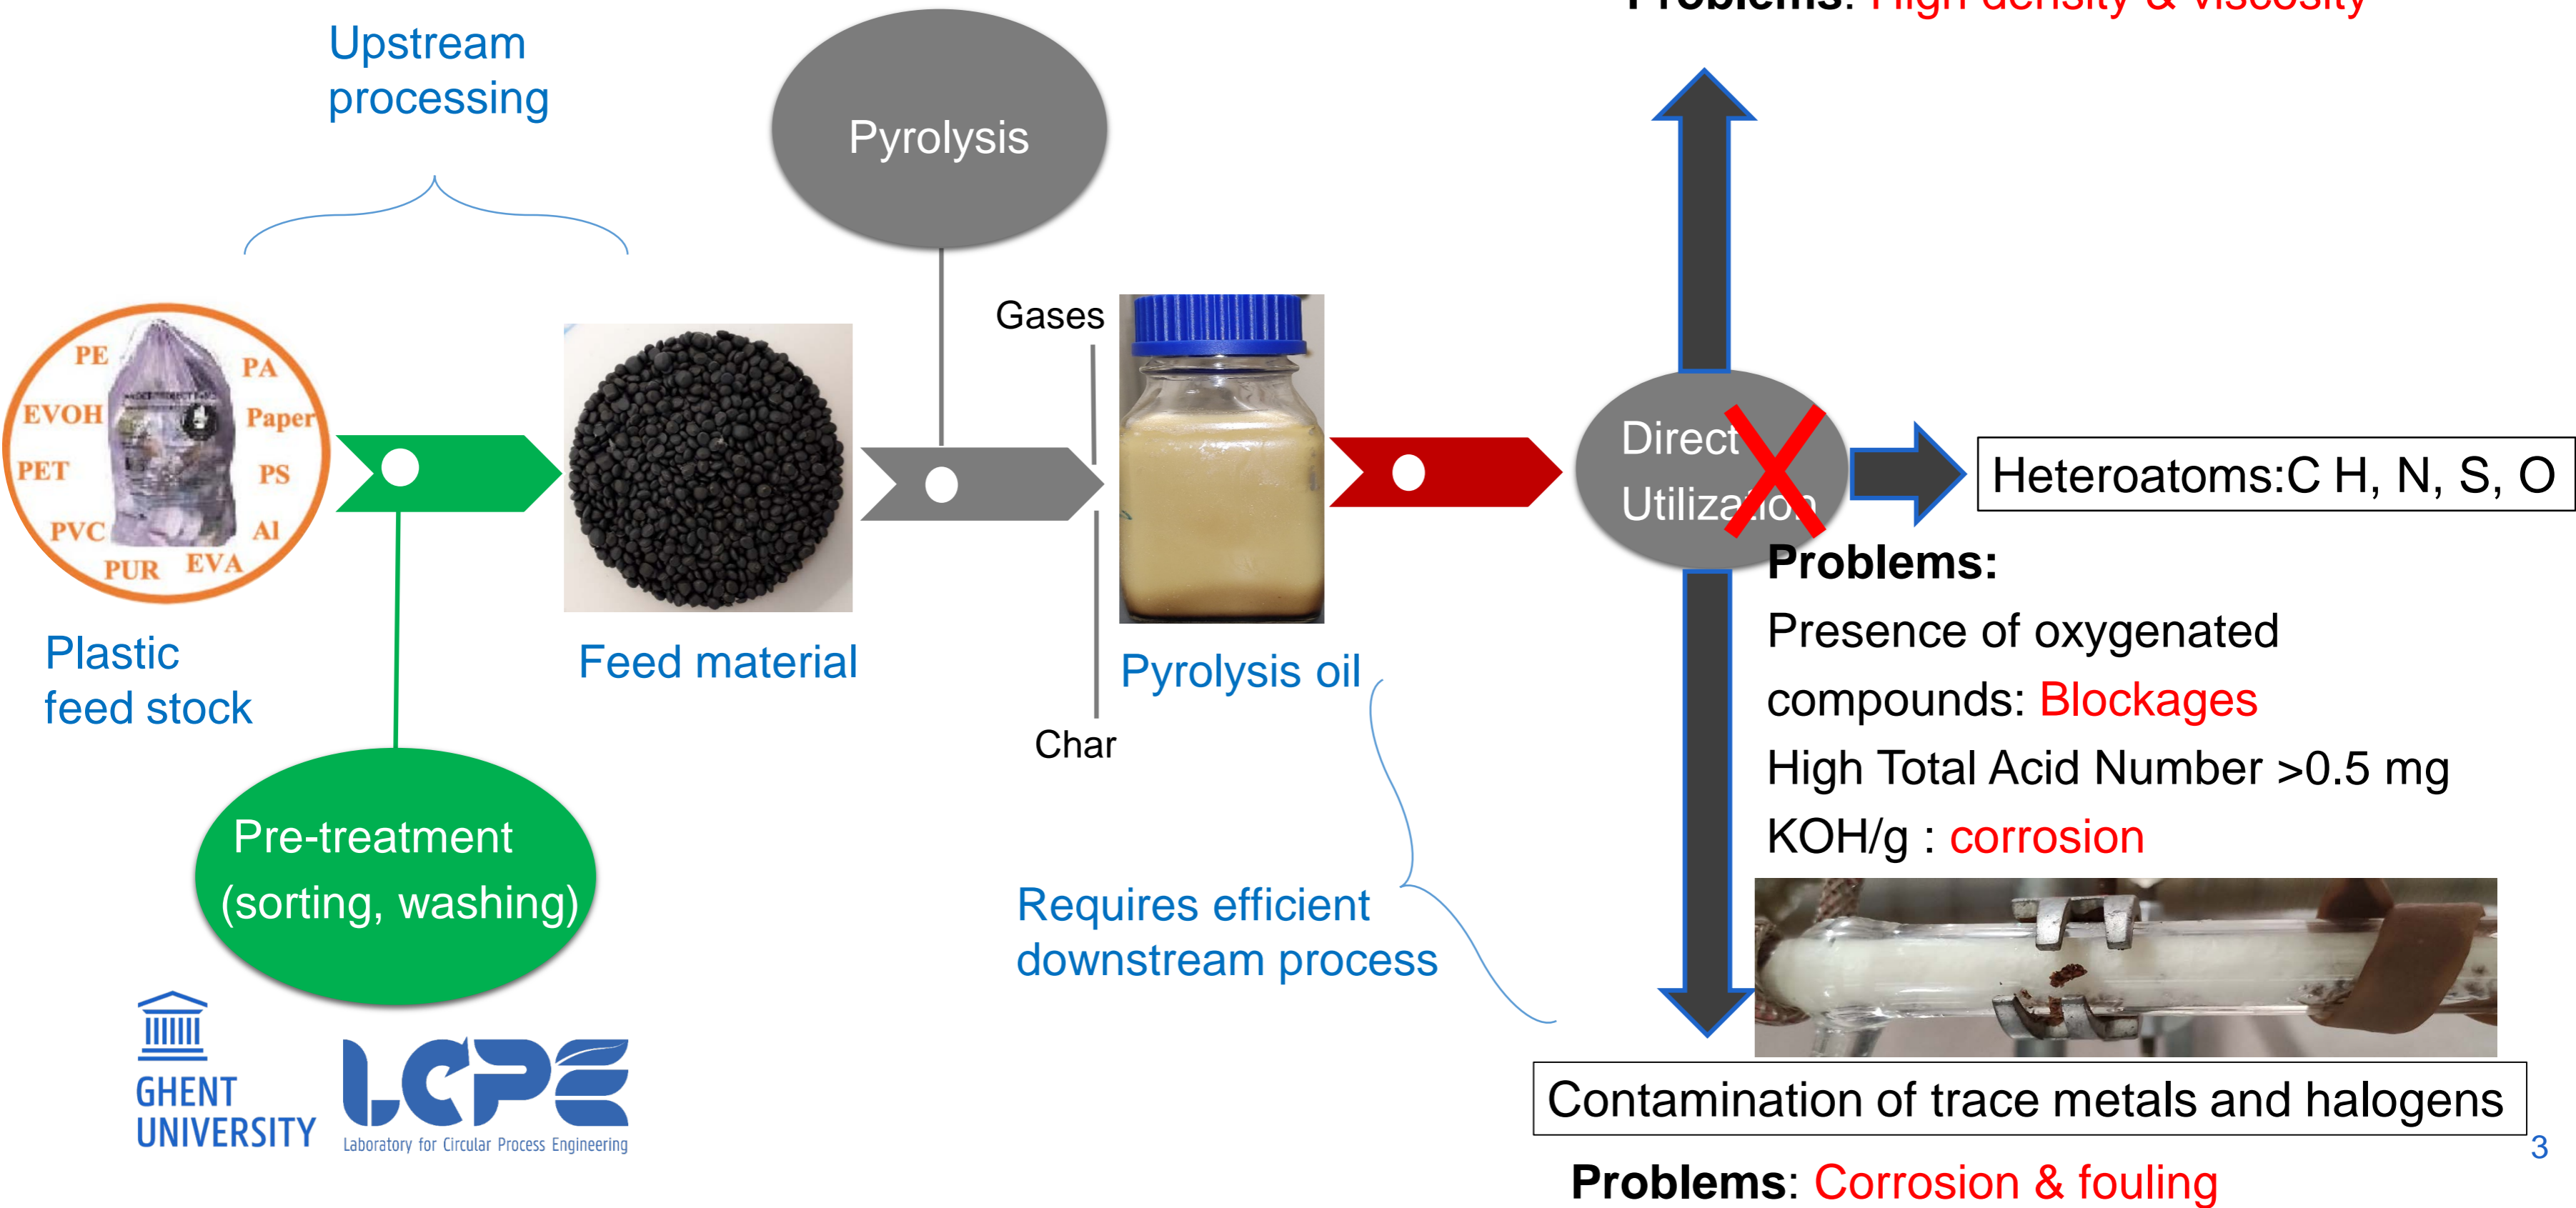 Problems: High density & viscosity
Upstream
processing
Pyrolysis
Gases
PE
PA
EVOH
Paper
PET
PS
PVC
Al
PUR
EVA
Direct
Utilization
Heteroatoms:C H, N, S, O
Problems:
Presence of oxygenated
compounds: Blockages
High Total Acid Number >0.5 mg
KOH/g : corrosion
Plastic
feed stock
Feed material
Pyrolysis oil
Char
Pre-treatment
(sorting, washing)
Requires efficient
downstream process
GHENT
UNIVERSITY
LCPE
Laboratory for Circular Process Engineering
Contamination of trace metals and halogens
Problems: Corrosion & fouling
3